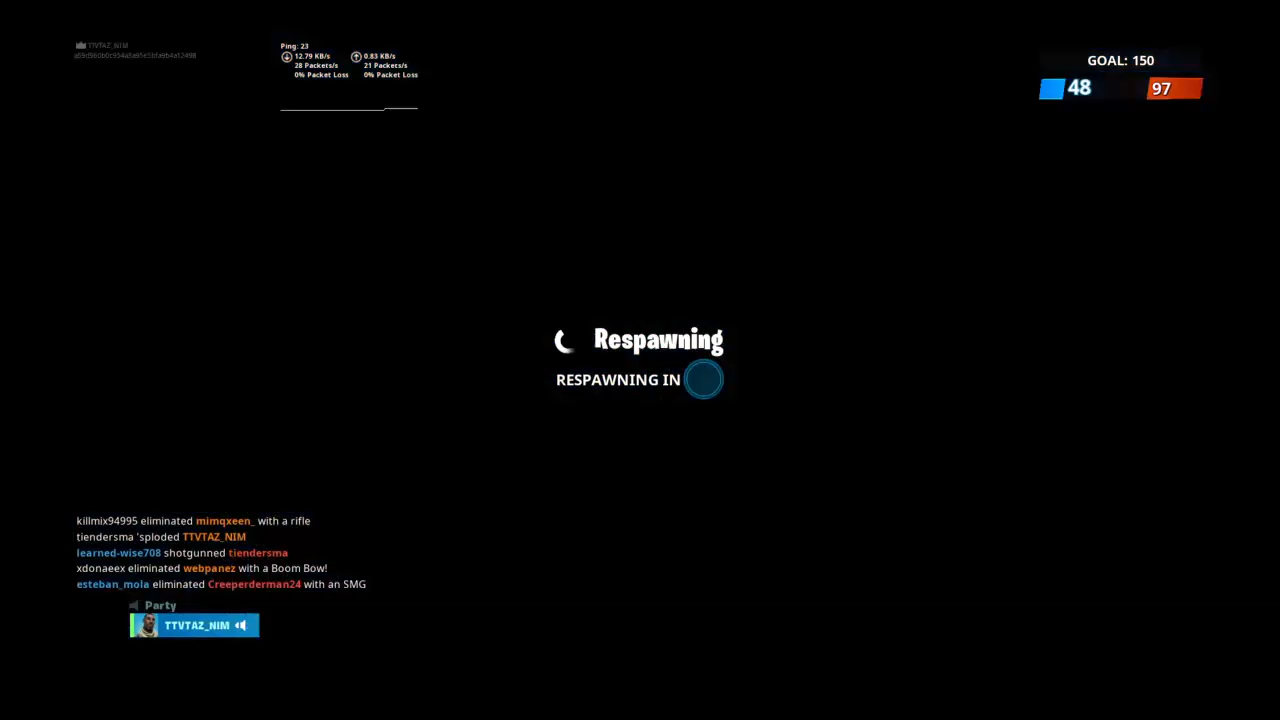 TTVTAZ_NIM
Ping: 23
12.79 KB/s 0.83 KB/s
28 Packets/s 21 Packets/s
0% Packet Loss 0% Packet Loss
GOAL: 150
48 97
Respawning
RESPAWNING IN
killmix94995 eliminated mimqxeen_ with a rifle
tiendersma 'sploded TTVTAZ_NIM
learned-wise708 shotgunned tiendersma
xdonaeex eliminated webpanez with a Boom Bow!
esteban_mola eliminated Creeperderman24 with an SMG
Party
TTVTAZ_NIM